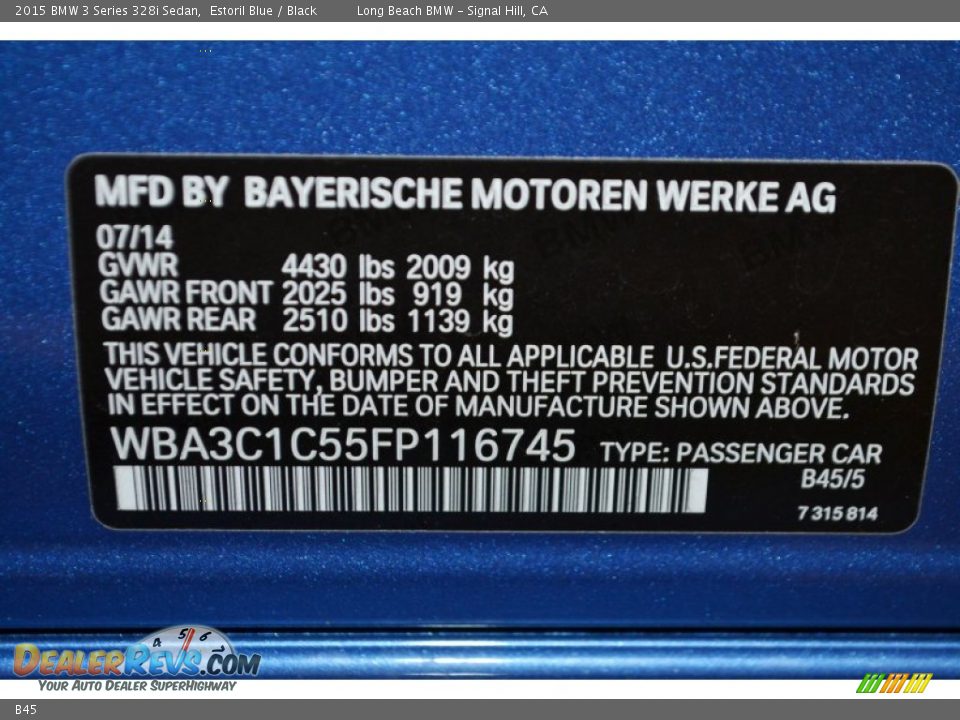 2015 BMW 3 Series 328i Sedan, Estoril Blue / Black Long Beach BMW - Signal Hill, CA
MFD BY BAYERISCHE MOTOREN WERKE AG
07/14
GVWR 4430 lbs 2009 kg
GAWR FRONT 2025 lbs 919 kg
GAWR REAR 2510 lbs 1139 kg
THIS VEHICLE CONFORMS TO ALL APPLICABLE U.S.FEDERAL MOTOR
VEHICLE SAFETY, BUMPER AND THEFT PREVENTION STANDARDS
IN EFFECT ON THE DATE OF MANUFACTURE SHOWN ABOVE.
WBA3C1C55FP116745 TYPE: PASSENGER CAR
B45/5
7 315 814
4 5 6 7
DEALERREVS.COM
YOUR AUTO DEALER SUPERHIGHWAY
B45